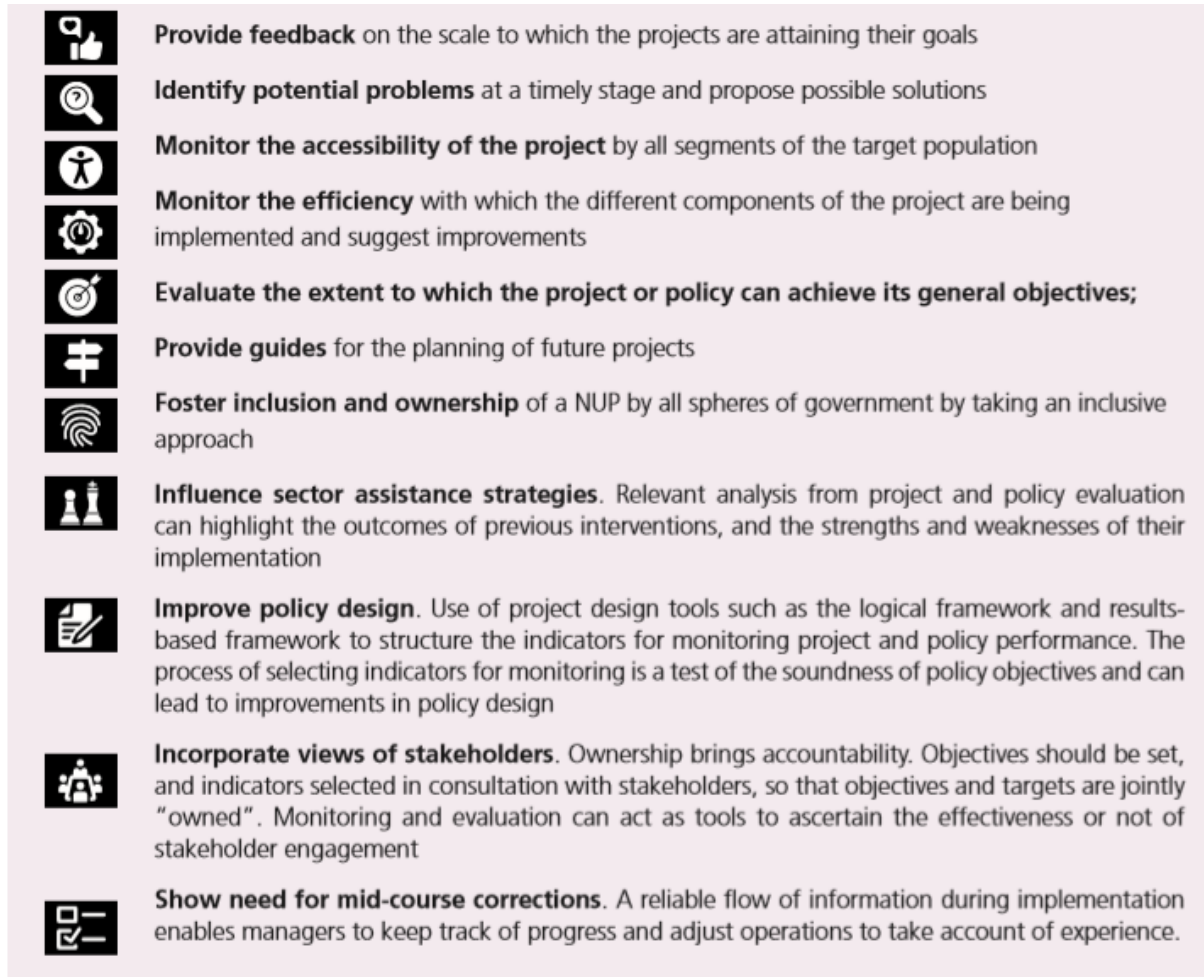 Provide feedback on the scale to which the projects are attaining their goals
Identify potential problems at a timely stage and propose possible solutions
Monitor the accessibility of the project by all segments of the target population
Monitor the efficiency with which the different components of the project are being
implemented and suggest improvements
Evaluate the extent to which the project or policy can achieve its general objectives;
Provide guides for the planning of future projects
Foster inclusion and ownership of a NUP by all spheres of government by taking an inclusive
approach
Influence sector assistance strategies. Relevant analysis from project and policy evaluation
can highlight the outcomes of previous interventions, and the strengths and weaknesses of their
implementation
Improve policy design. Use of project design tools such as the logical framework and results-
based framework to structure the indicators for monitoring project and policy performance. The
process of selecting indicators for monitoring is a test of the soundness of policy objectives and can
lead to improvements in policy design
Incorporate views of stakeholders. Ownership brings accountability. Objectives should be set,
and indicators selected in consultation with stakeholders, so that objectives and targets are jointly
"owned". Monitoring and evaluation can act as tools to ascertain the effectiveness or not of
stakeholder engagement
Show need for mid-course corrections. A reliable flow of information during implementation
enables managers to keep track of progress and adjust operations to take account of experience.